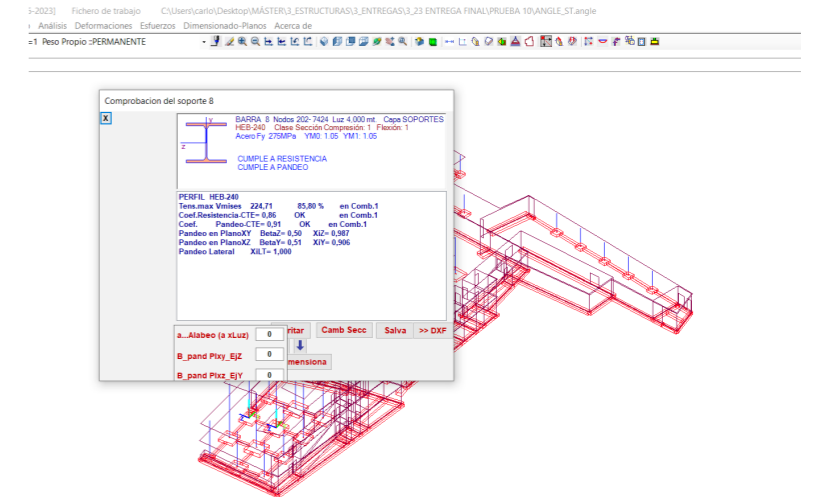 5-2023]   Fichero de trabajo   C:\Users\carlo\Desktop\MÁSTER\3_ESTRUCTURAS\3_ENTREGAS\3_23 ENTREGA FINAL\PRUEBA 10\ANGLE_ST.angle
Análisis   Deformaciones   Esfuerzos   Dimensionado-Planos   Acerca de
=1 Peso Propio ::PERMANENTE
Comprobacion del soporte 8
X
BARRA 8 Nodos 202- 7424 Luz 4,000 mt. Capa SOPORTES
HEB-240 Clase Sección Compresión: 1 Flexión: 1
Acero Fy 275MPa YM0: 1.05 YM1: 1.05
y
z
CUMPLE A RESISTENCIA
CUMPLE A PANDEO
PERFIL HEB-240
Tens.max Vmises 224,71 85,80 % en Comb.1
Coef.Resistencia-CTE= 0,86 OK en Comb.1
Coef. Pandeo-CTE= 0,91 OK en Comb.1
Pandeo en PlanoXY BetaZ= 0,50 XiZ= 0,987
Pandeo en PlanoXZ BetaY= 0,51 XiY= 0,906
Pandeo Lateral XiLT= 1,000
a...Alabeo (a xLuz) 0
ritar Camb Secc Salva >> DXF
B_pand Plxy_EjZ 0
mensiona
B_pand Plxz_EjY 0